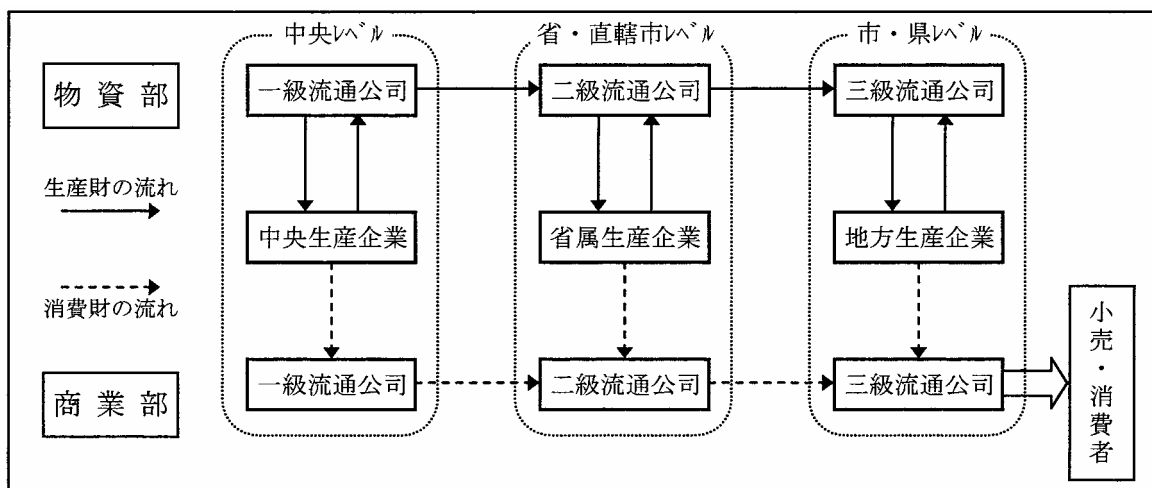 中央ﾚﾍﾞﾙ
省・直轄市ﾚﾍﾞﾙ
市・県ﾚﾍﾞﾙ
物資部
一級流通公司
二級流通公司
三級流通公司
生産財の流れ
中央生産企業
省属生産企業
地方生産企業
消費財の流れ
商業部
一級流通公司
二級流通公司
三級流通公司
小売・消費者